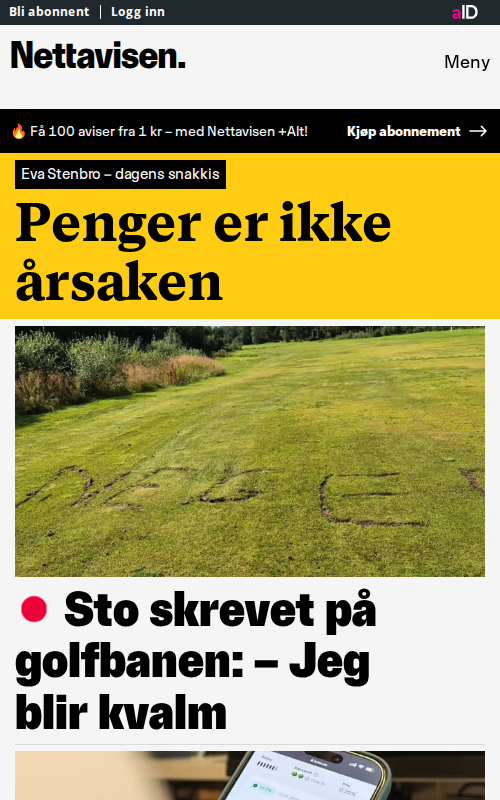 Bli abonnent
Logg inn
aID
Nettavisen.
Meny
🔥 Få 100 aviser fra 1 kr – med Nettavisen +Alt!
Kjøp abonnement →
Eva Stenbro – dagens snakkis
Penger er ikke
årsaken
Sto skrevet på
golfbanen: – Jeg
blir kvalm